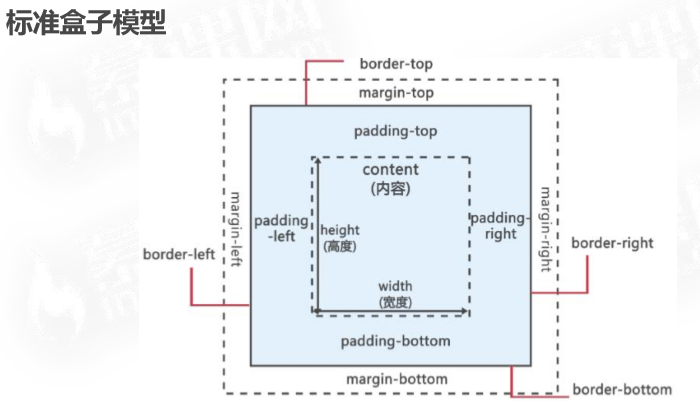 标准盒子模型
border-top
margin-top
padding-top
content
(内容)
margin-left
padding
-left
height
(高度)
padding-
right
margin-right
border-left
border-right
width
(宽度)
padding-bottom
margin-bottom
border-bottom